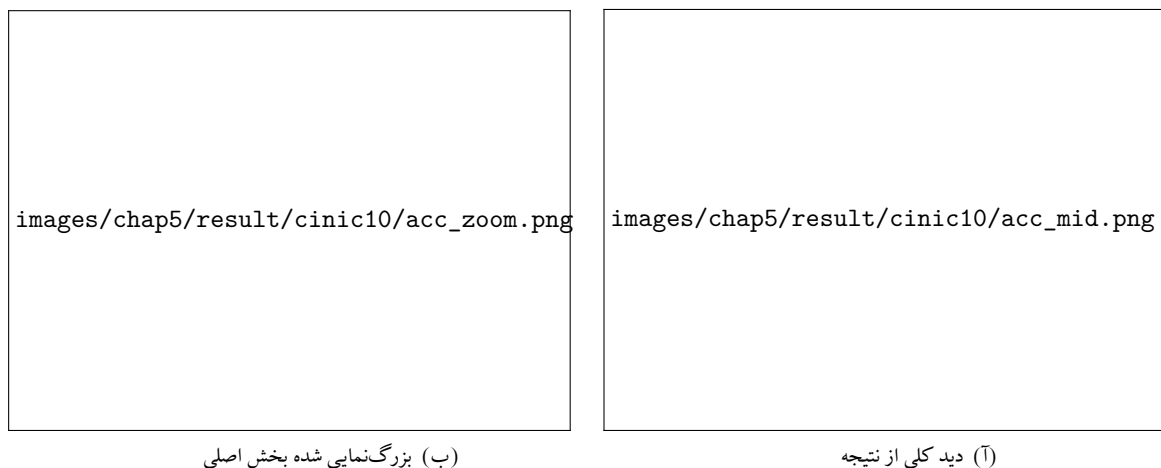 images/chap5/result/cinic10/acc_mid.png
images/chap5/result/cinic10/acc_zoom.png
(آ) دید کلی از نتیجه
(ب) بزرگ‌نمایی شده بخش اصلی